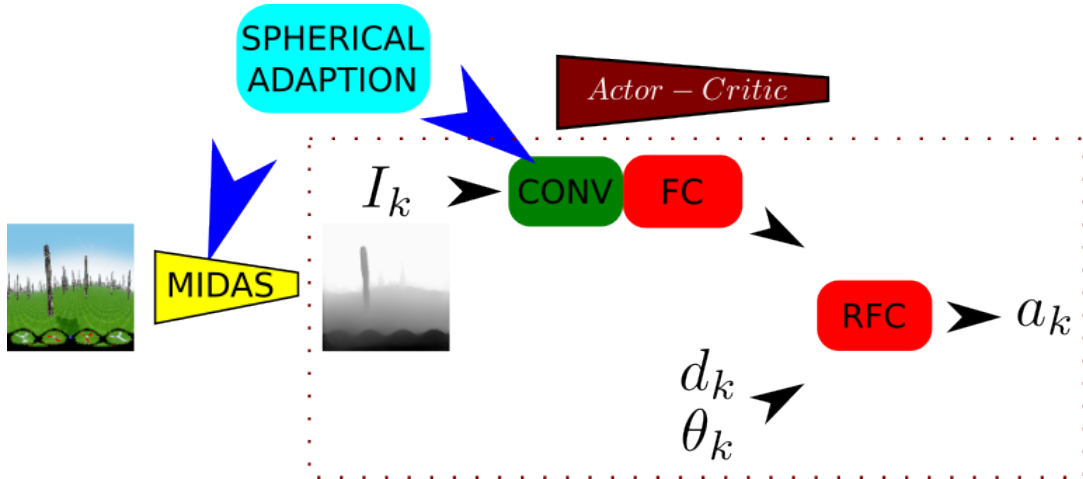 SPHERICAL
ADAPTION
Actor – Critic
I_k
CONV
FC
MIDAS
RFC
a_k
d_k
θ_k